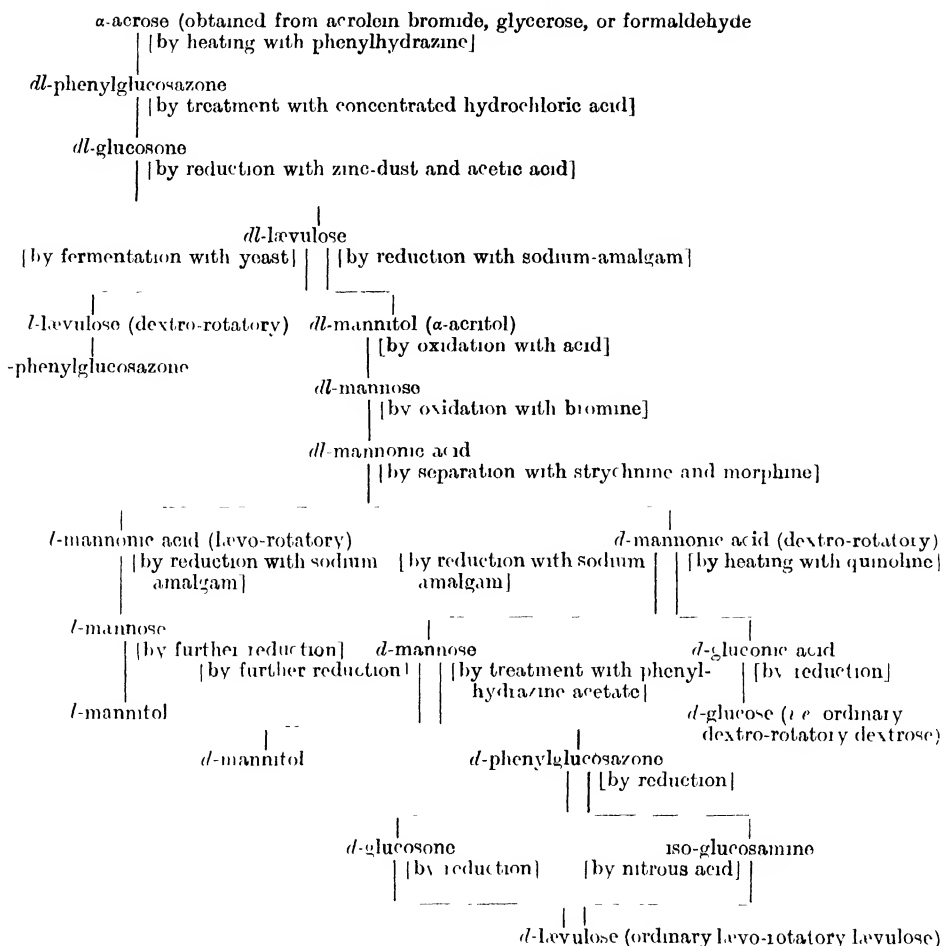 α-acrose (obtained from acrolein bromide, glycerose, or formaldehyde
[by heating with phenylhydrazine]
dl-phenylglucosazone
[by treatment with concentrated hydrochloric acid]
dl-glucosone
[by reduction with zinc-dust and acetic acid]
dl-lævulose
[by fermentation with yeast] [by reduction with sodium-amalgam]
l-lævulose (dextro-rotatory) dl-mannitol (α-acritol)
[by oxidation with acid]
-phenylglucosazone
dl-mannose
[by oxidation with bromine]
dl-mannonic acid
[by separation with strychnine and morphine]
l-mannonic acid (lævo-rotatory) d-mannonic acid (dextro-rotatory)
[by reduction with sodium [by reduction with sodium [by heating with quinoline]
amalgam] amalgam]
l-mannose d-mannose d-gluconic acid
[by further reduction] [by treatment with phenyl- [by reduction]
[by further reduction] hydrazine acetate]
l-mannitol d-glucose (i e ordinary
dextro-rotatory dextrose)
d-mannitol d-phenylglucosazone
[by reduction]
d-glucosone iso-glucosamine
[by reduction] [by nitrous acid]
d-lævulose (ordinary lævo-rotatory lævulose)